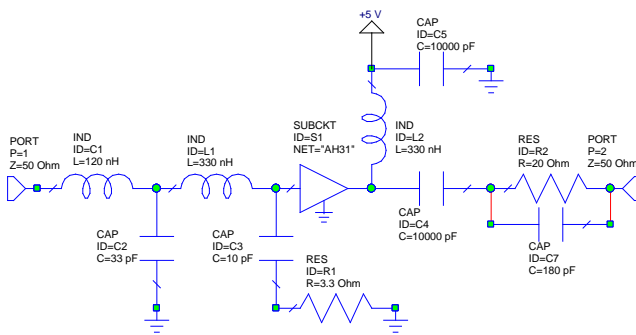 +5 V
CAP
ID=C5
C=10000 pF
SUBCKT
ID=S1
NET="AH31"
IND
ID=L2
L=330 nH
PORT
P=1
Z=50 Ohm
IND
ID=C1
L=120 nH
IND
ID=L1
L=330 nH
RES
ID=R2
R=20 Ohm
PORT
P=2
Z=50 Ohm
CAP
ID=C4
C=10000 pF
CAP
ID=C2
C=33 pF
CAP
ID=C3
C=10 pF
CAP
ID=C7
C=180 pF
RES
ID=R1
R=3.3 Ohm